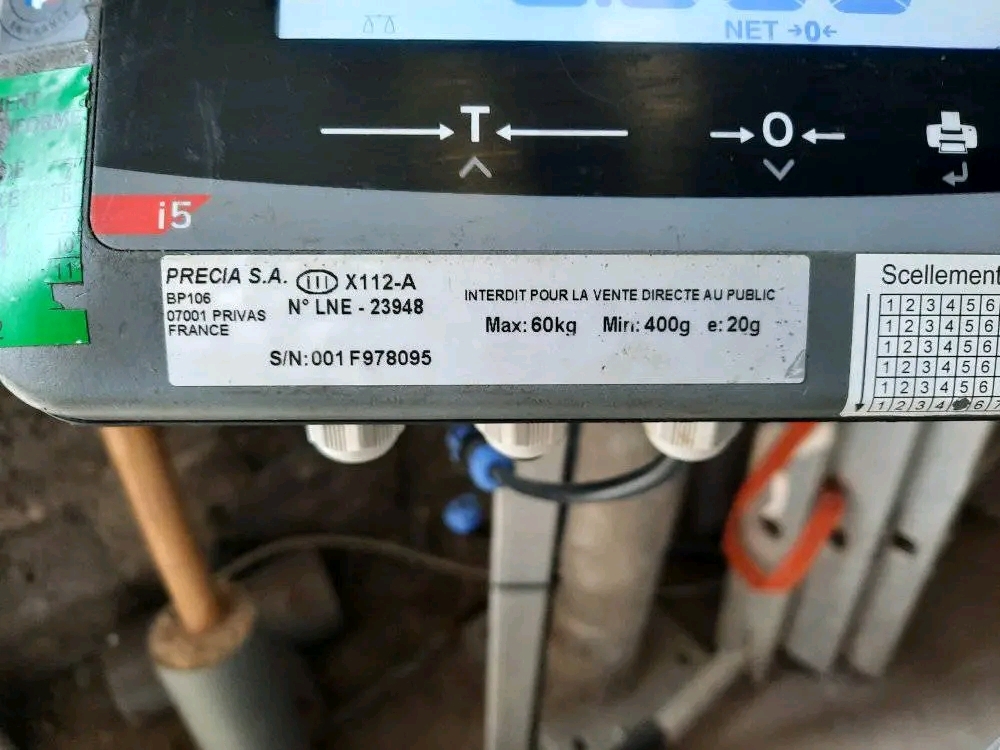 NET →0←
T
0
i5
PRECIA S.A. III X112-A
BP106
07001 PRIVAS
FRANCE
N° LNE - 23948
S/N: 001 F978095
INTERDIT POUR LA VENTE DIRECTE AU PUBLIC
Max: 60kg Min: 400g e: 20g
Scellement
1 2 3 4 5 6
1 2 3 4 5 6
1 2 3 4 5 6
1 2 3 4 5 6
1 2 3 4 5 6
1 2 3 4 6 7